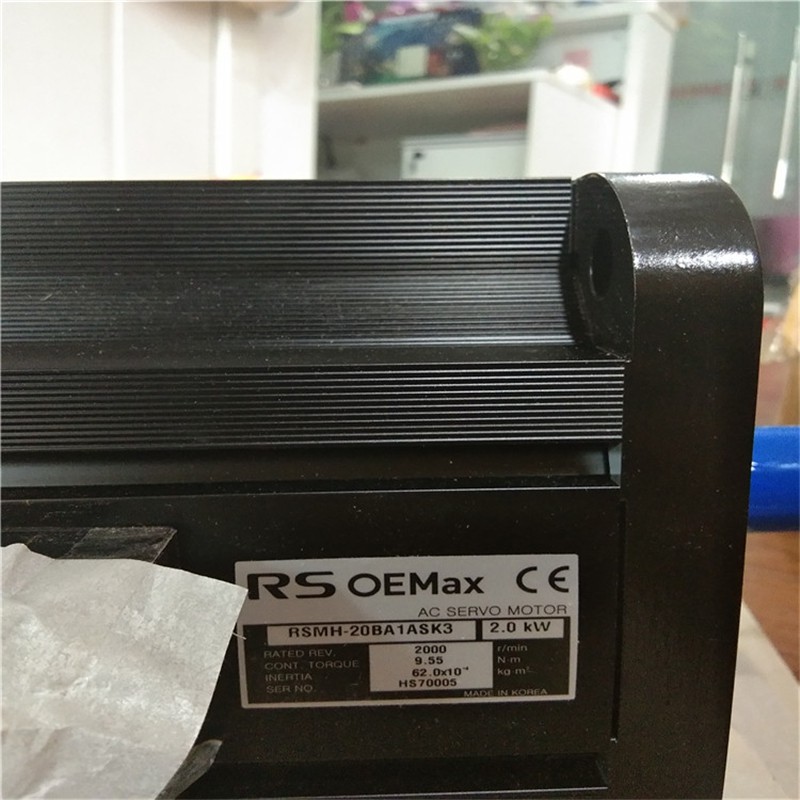 RS OEMax CE
AC SERVO MOTOR
RSMH-20BA1ASK3 2.0 kW
RATED REV. 2000 r/min
CONT. TORQUE 9.55 N·m
INERTIA 62.0x10⁻⁴ kg·m²
SER NO. HS70005
MADE IN KOREA